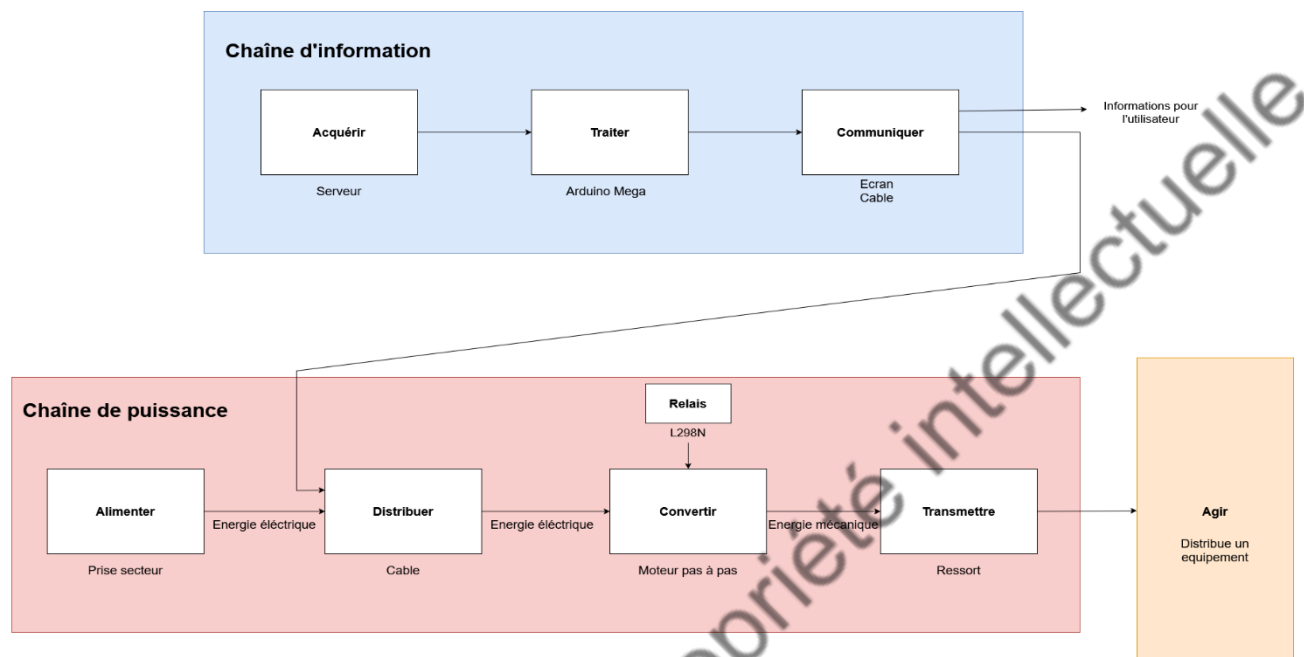 Chaîne d'information
Acquérir
Traiter
Communiquer
Informations pour
l'utilisateur
Serveur
Arduino Mega
Ecran
Cable
Chaîne de puissance
Relais
L298N
Alimenter
Energie éléctrique
Distribuer
Energie éléctrique
Convertir
Energie mécanique
Transmettre
Agir
Distribue un
equipement
Prise secteur
Cable
Moteur pas à pas
Ressort
propriété intellectuelle